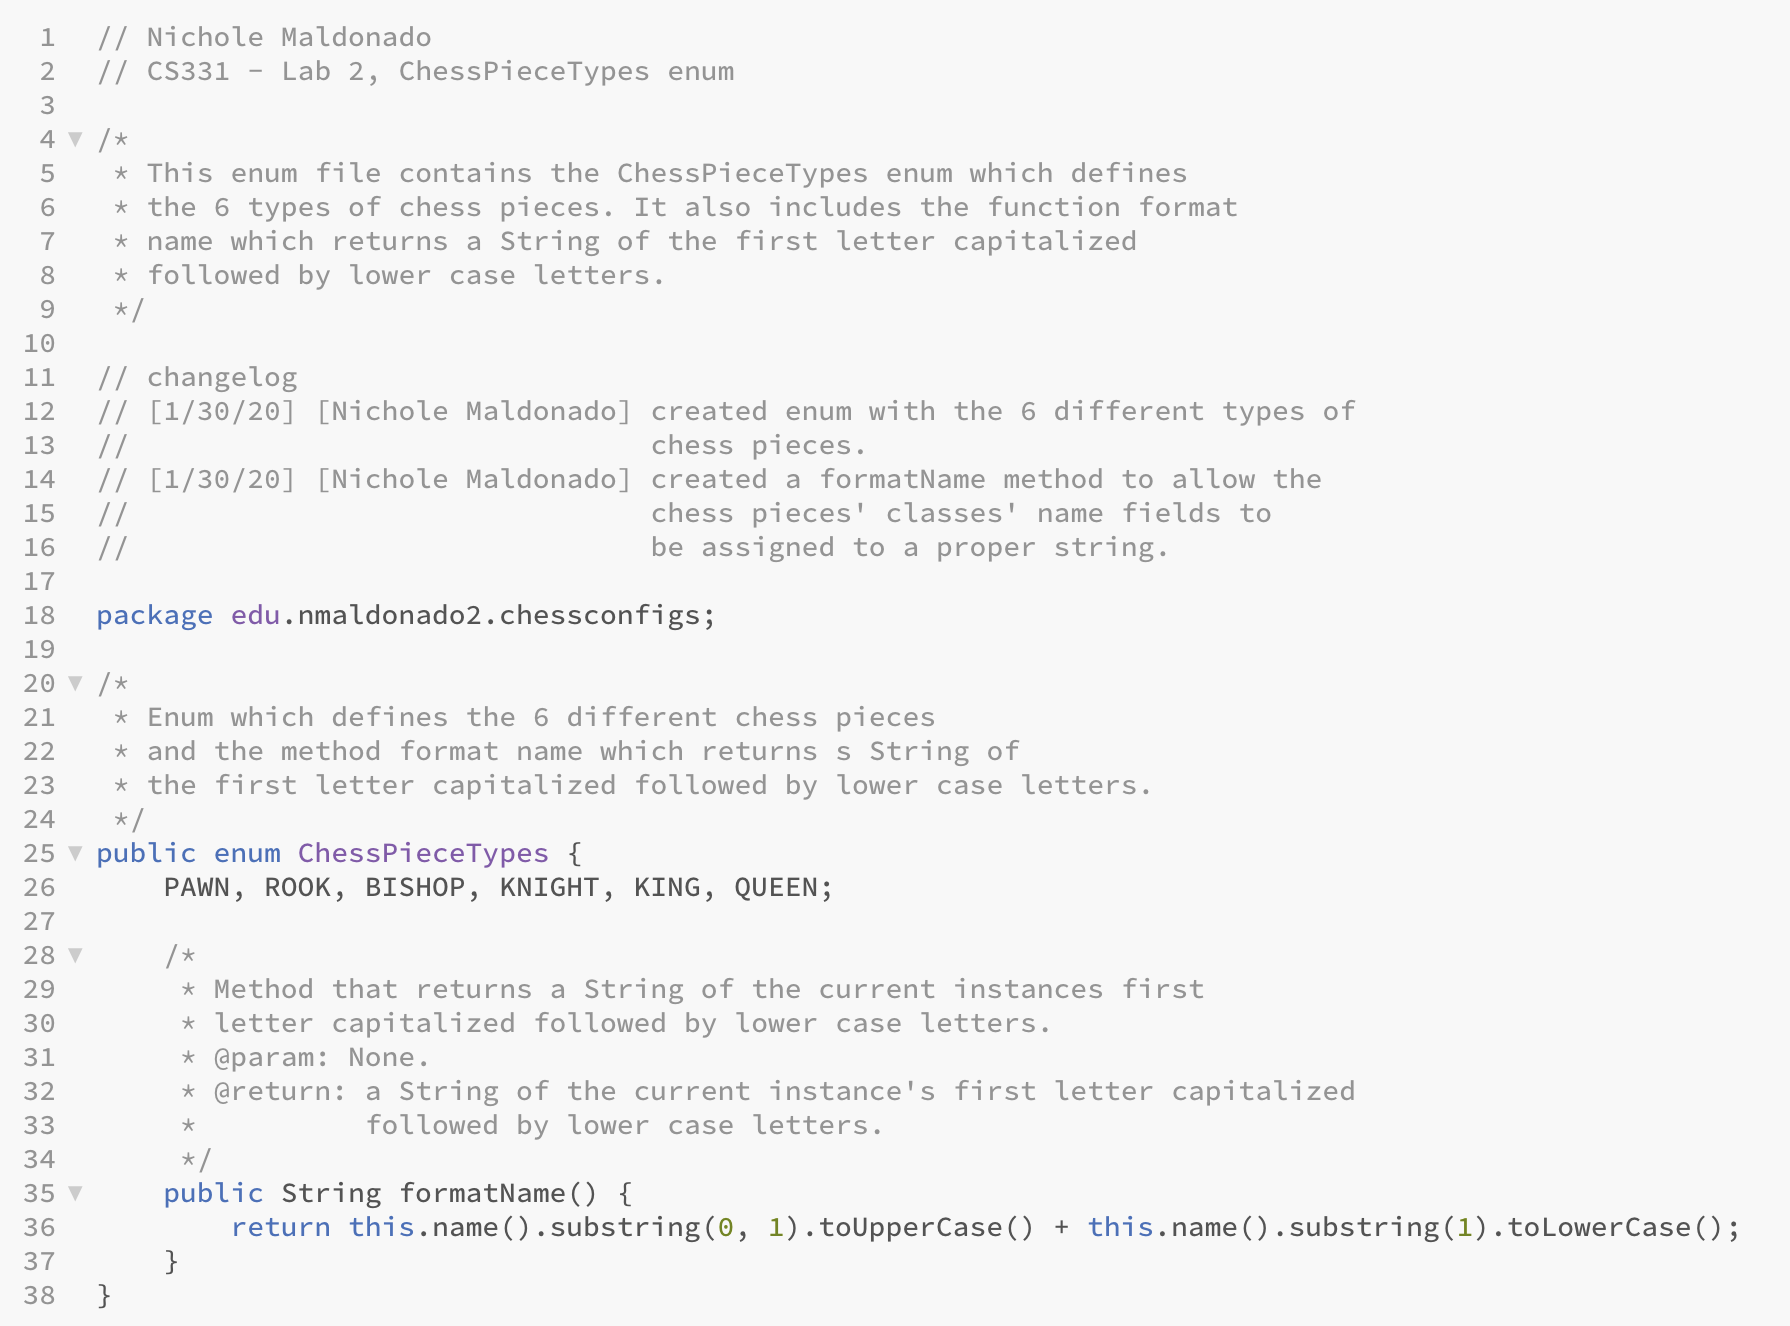 1 // Nichole Maldonado
2 // CS331 - Lab 2, ChessPieceTypes enum
3
4 ▼ /*
5  * This enum file contains the ChessPieceTypes enum which defines
6  * the 6 types of chess pieces. It also includes the function format
7  * name which returns a String of the first letter capitalized
8  * followed by lower case letters.
9  */
10
11 // changelog
12 // [1/30/20] [Nichole Maldonado] created enum with the 6 different types of
13 //                               chess pieces.
14 // [1/30/20] [Nichole Maldonado] created a formatName method to allow the
15 //                               chess pieces' classes' name fields to
16 //                               be assigned to a proper string.
17
18 package edu.nmaldonado2.chessconfigs;
19
20 ▼ /*
21  * Enum which defines the 6 different chess pieces
22  * and the method format name which returns s String of
23  * the first letter capitalized followed by lower case letters.
24  */
25 ▼ public enum ChessPieceTypes {
26     PAWN, ROOK, BISHOP, KNIGHT, KING, QUEEN;
27
28 ▼     /*
29      * Method that returns a String of the current instances first
30      * letter capitalized followed by lower case letters.
31      * @param: None.
32      * @return: a String of the current instance's first letter capitalized
33      *          followed by lower case letters.
34      */
35 ▼     public String formatName() {
36         return this.name().substring(0, 1).toUpperCase() + this.name().substring(1).toLowerCase();
37     }
38 }